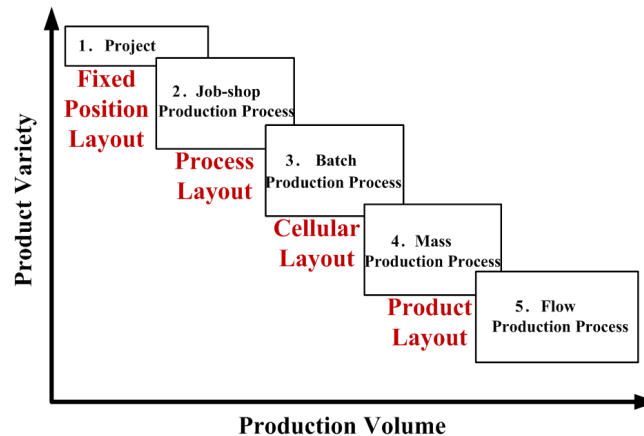 1. Project
Fixed
Position
Layout
2. Job-shop
Production Process
Process
Layout
3. Batch
Production Process
Cellular
Layout
4. Mass
Production Process
Product
Layout
5. Flow
Production Process
Product Variety
Production Volume